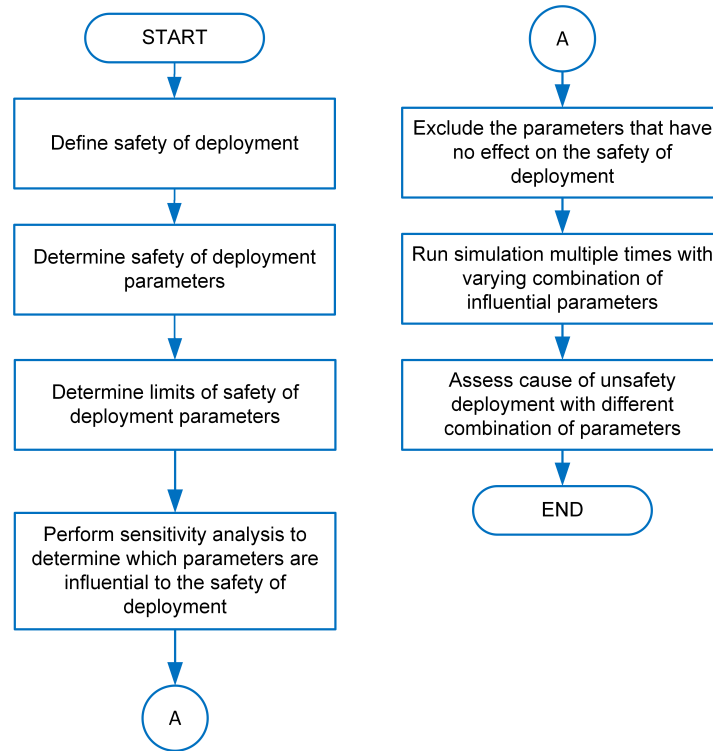 START
Define safety of deployment
Determine safety of deployment
parameters
Determine limits of safety of
deployment parameters
Perform sensitivity analysis to
determine which parameters are
influential to the safety of
deployment
A
A
Exclude the parameters that have
no effect on the safety of
deployment
Run simulation multiple times with
varying combination of
influential parameters
Assess cause of unsafety
deployment with different
combination of parameters
END